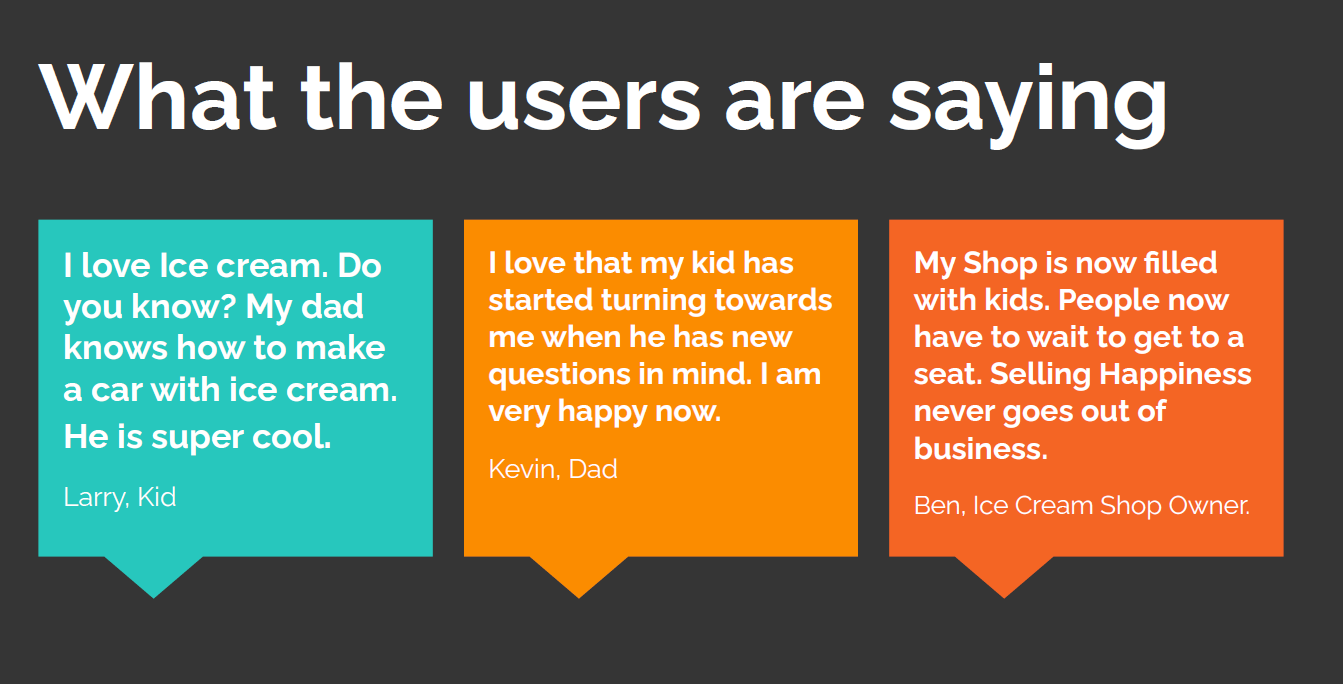 What the users are saying
I love Ice cream. Do
you know? My dad
knows how to make
a car with ice cream.
He is super cool.
Larry, Kid
I love that my kid has
started turning towards
me when he has new
questions in mind. I am
very happy now.
Kevin, Dad
My Shop is now filled
with kids. People now
have to wait to get to a
seat. Selling Happiness
never goes out of
business.
Ben, Ice Cream Shop Owner.